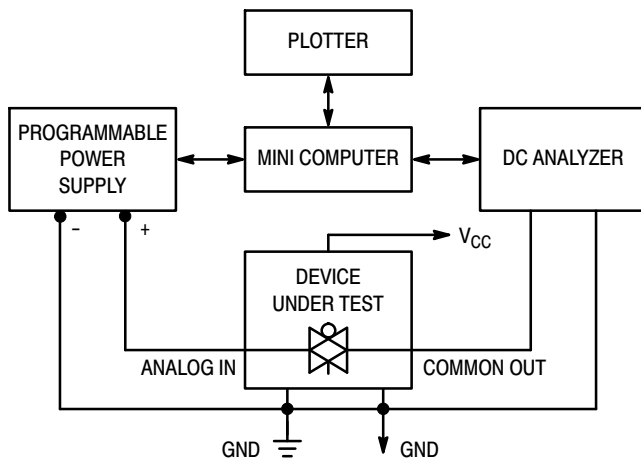 PLOTTER
PROGRAMMABLE
POWER
SUPPLY
MINI COMPUTER
DC ANALYZER
– +
VCC
DEVICE
UNDER TEST
ANALOG IN
COMMON OUT
GND
GND